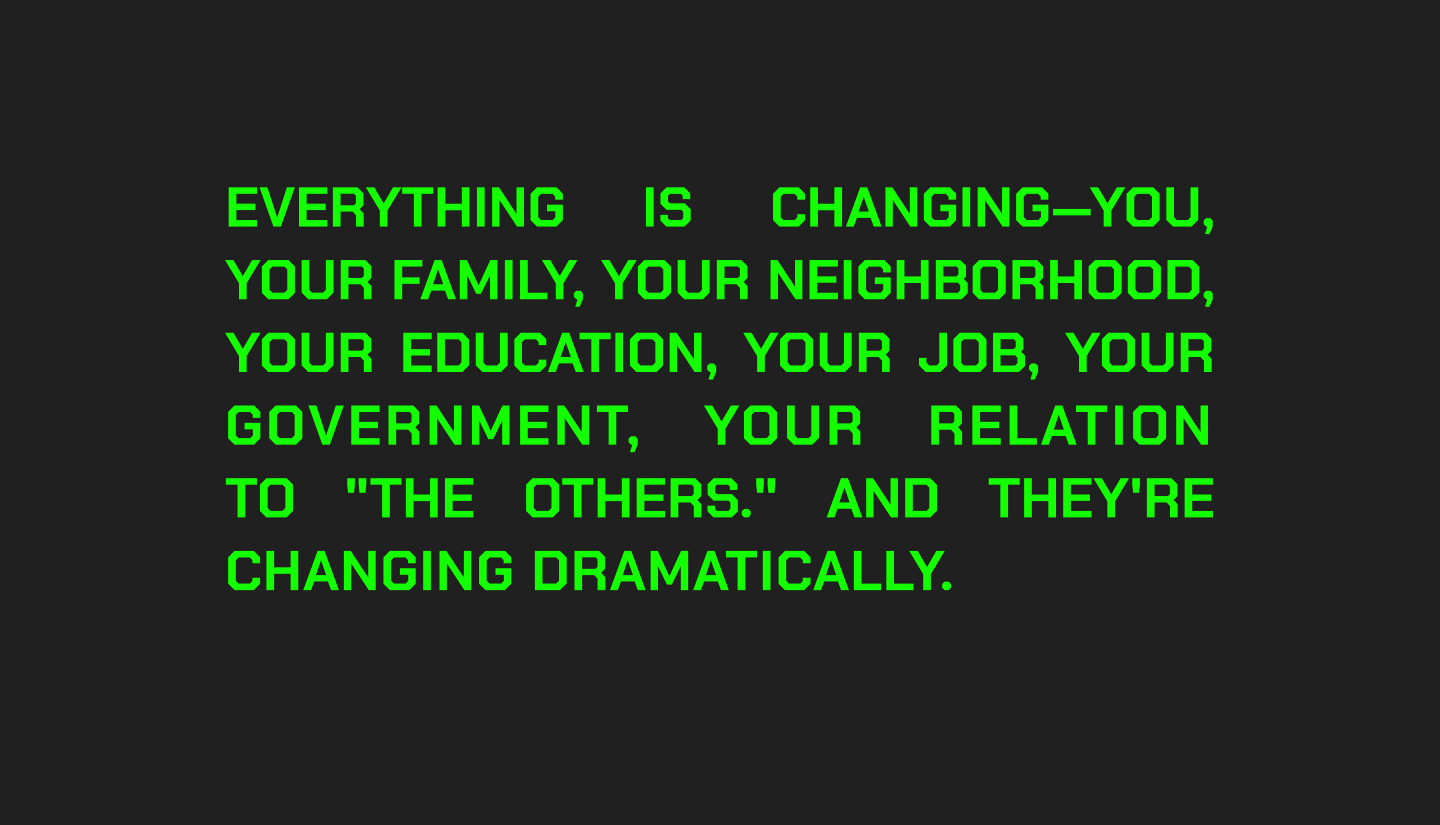 EVERYTHING IS CHANGING—YOU,
YOUR FAMILY, YOUR NEIGHBORHOOD,
YOUR EDUCATION, YOUR JOB, YOUR
GOVERNMENT, YOUR RELATION
TO "THE OTHERS." AND THEY'RE
CHANGING DRAMATICALLY.